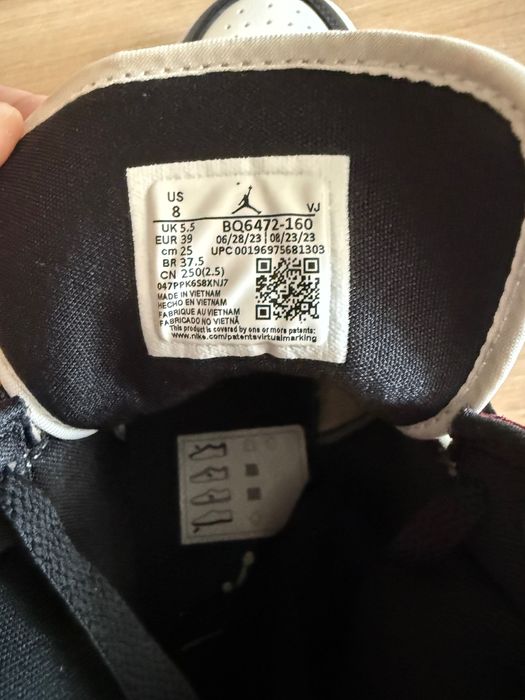 US
8
VJ
UK 5.5
BQ6472-160
EUR 39
06/28/23 | 08/23/23
cm 25
UPC 00196975681303
BR 37.5
CN 250(2.5)
047PPK6S8XNJ7
MADE IN VIETNAM
HECHO EN VIETNAM
FABRIQUE AU VIETNAM
FABRICADO NO VIETNÃ
This product is covered by one or more patents:
www.nike.com/patentsvirtualmarking